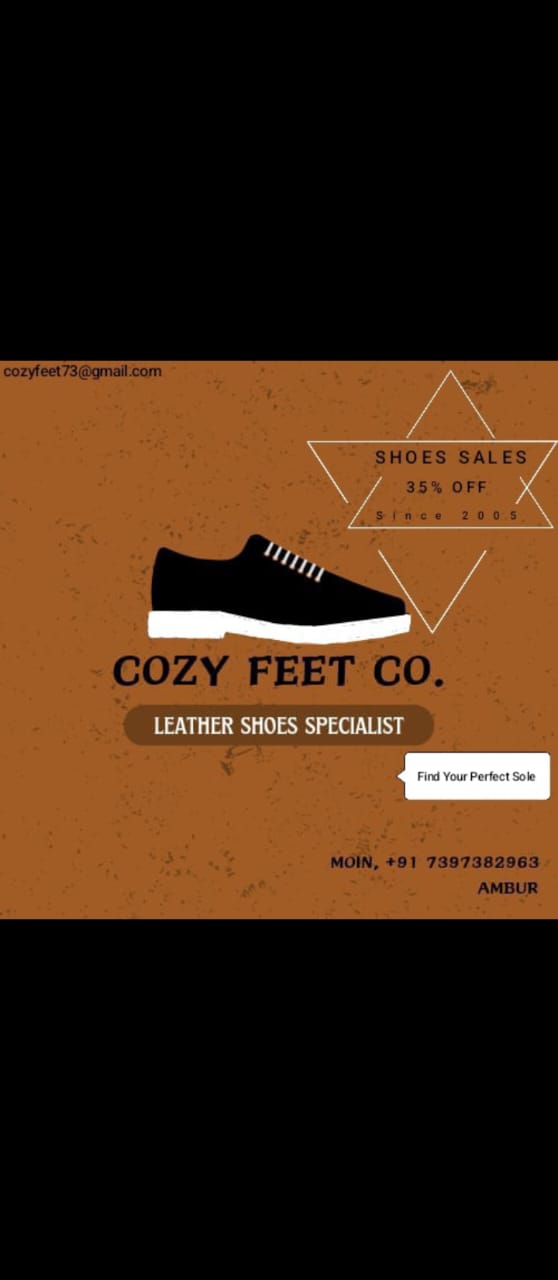 cozyfeet73@gmail.com
SHOES SALES
35% OFF
Since 2005
COZY FEET CO.
LEATHER SHOES SPECIALIST
Find Your Perfect Sole
MOIN, +91 7397382963
AMBUR